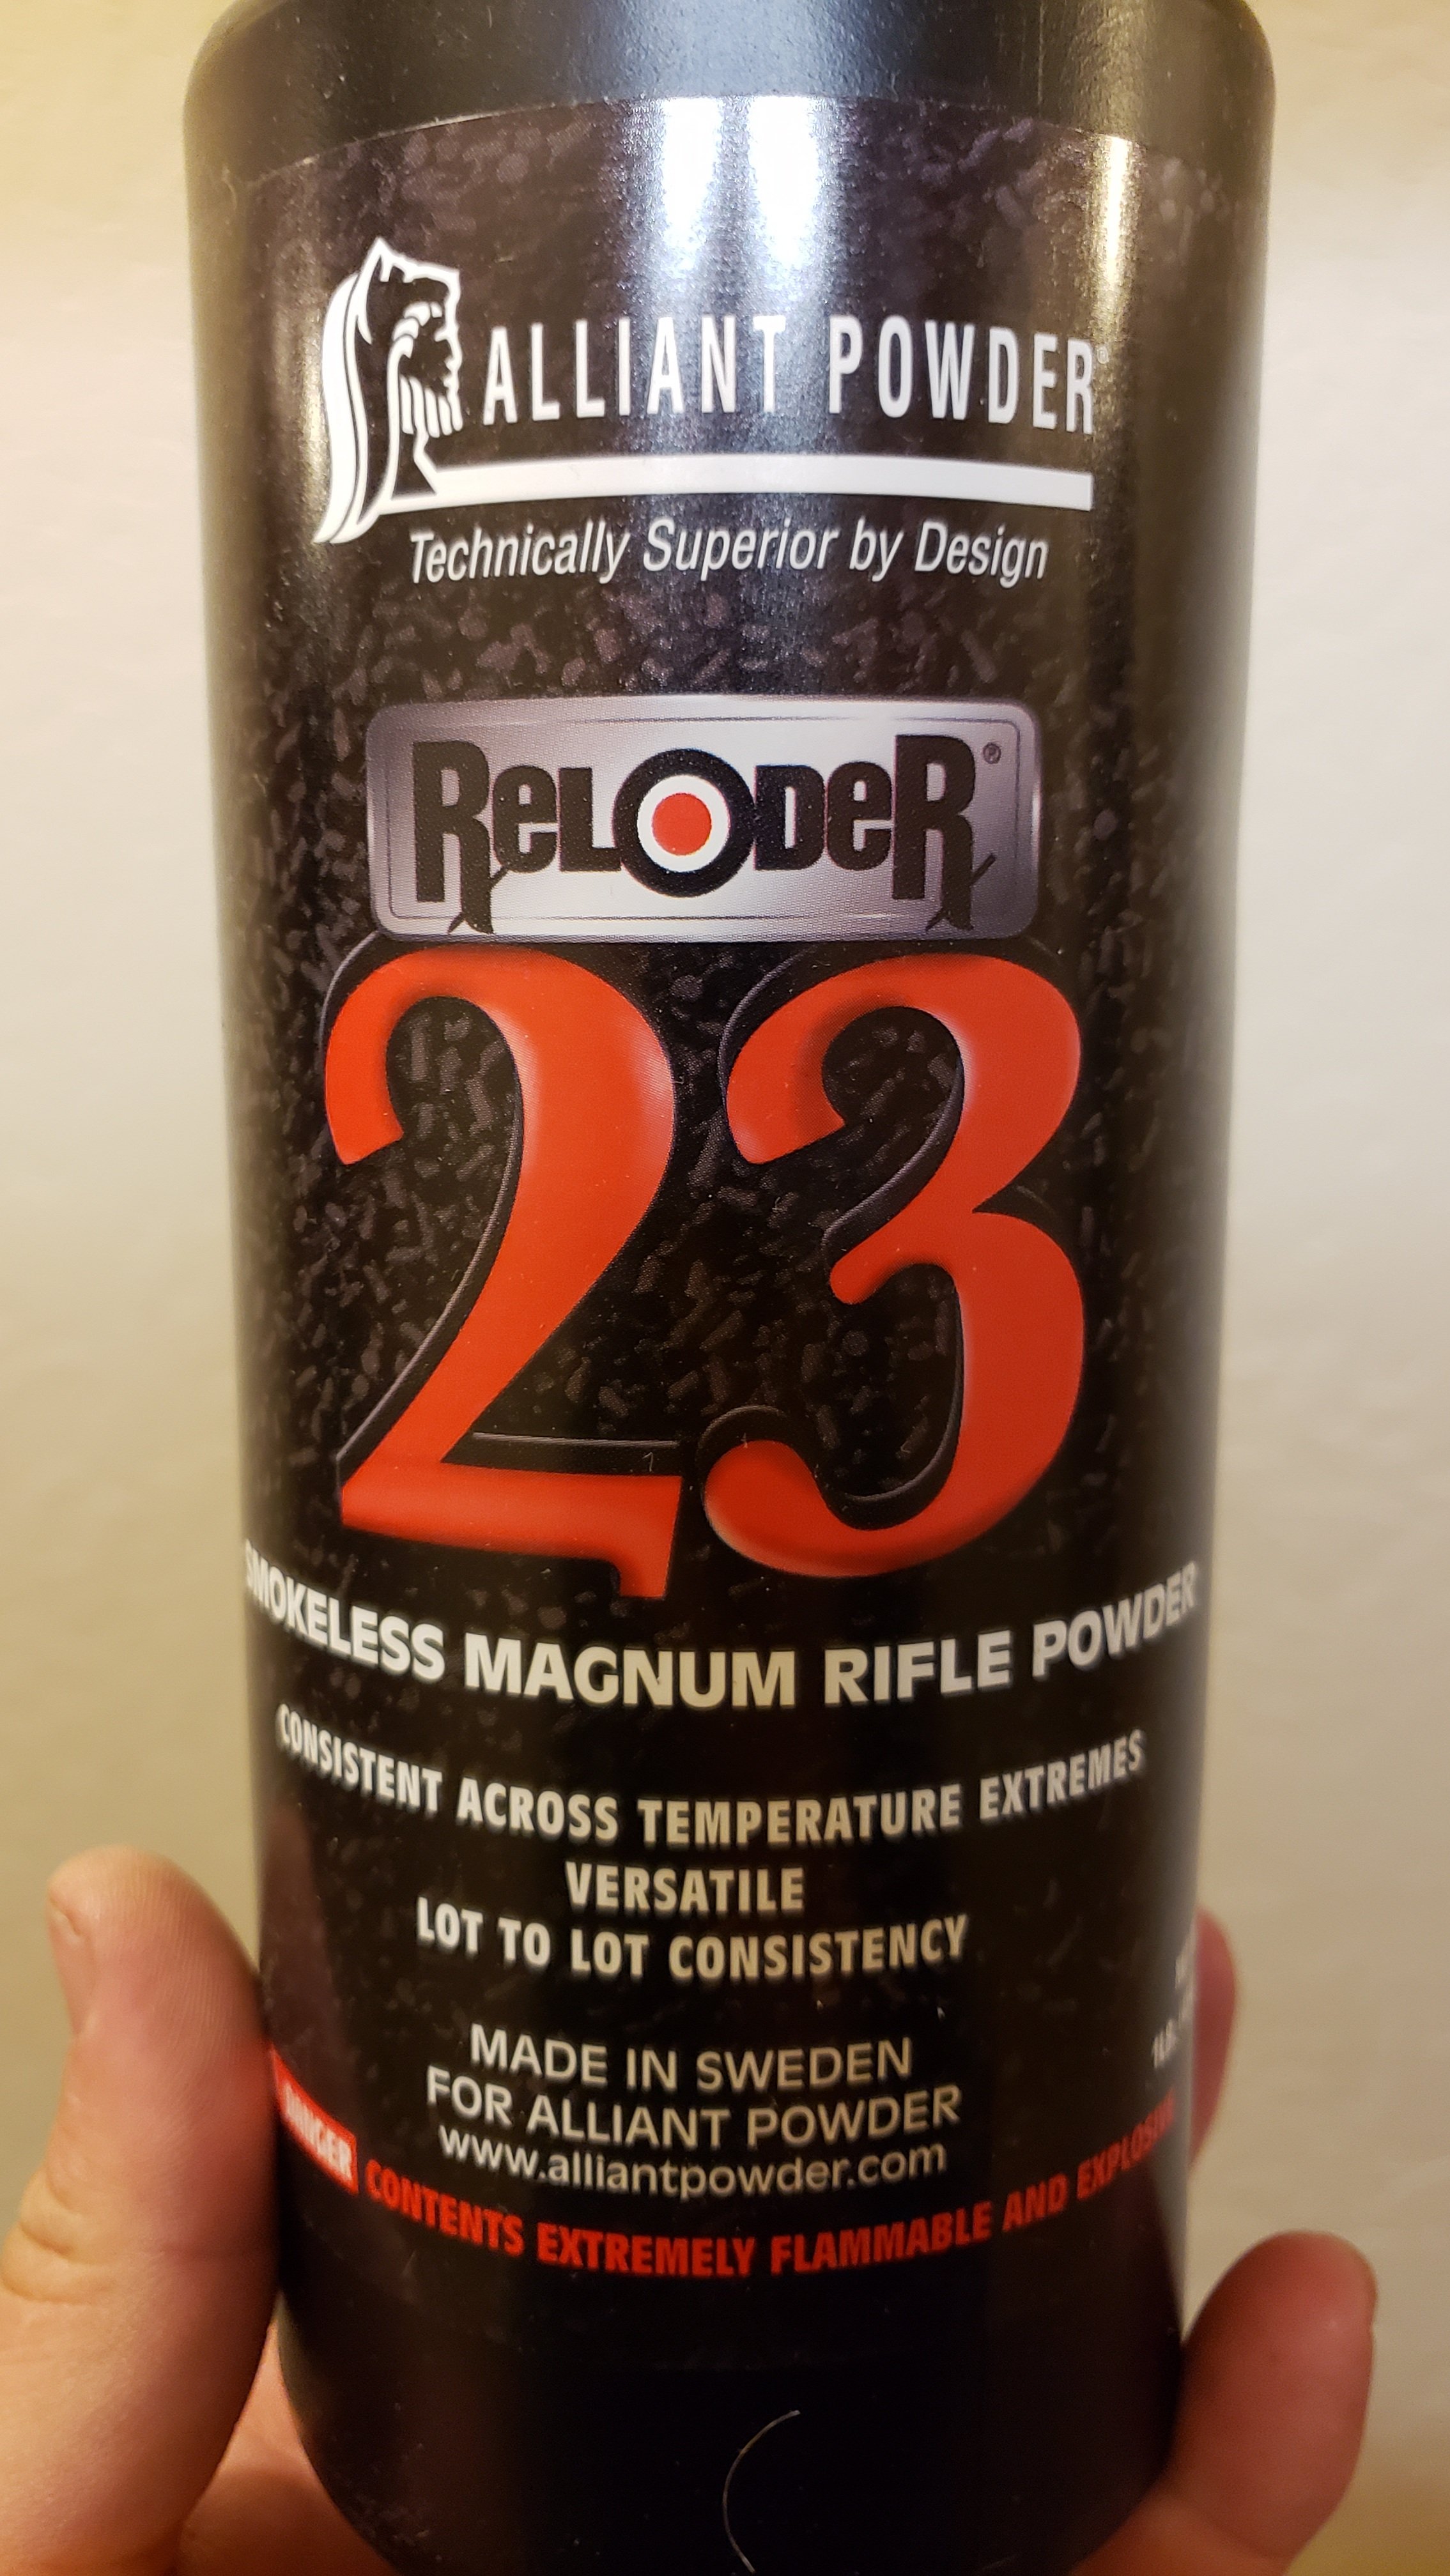 ALLIANT POWDER®
Technically Superior by Design
RELODER®
23
SMOKELESS MAGNUM RIFLE POWDER
CONSISTENT ACROSS TEMPERATURE EXTREMES
VERSATILE
LOT TO LOT CONSISTENCY
MADE IN SWEDEN
FOR ALLIANT POWDER
www.alliantpowder.com
1LB.
DANGER CONTENTS EXTREMELY FLAMMABLE AND EXPLOSIVE